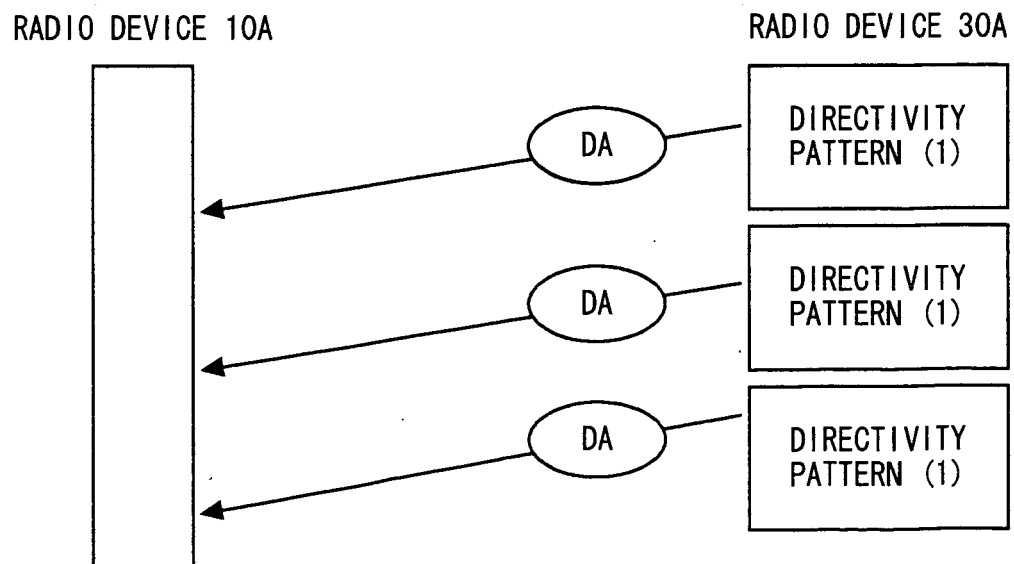 RADIO DEVICE 10A
RADIO DEVICE 30A
DA
DIRECTIVITY
PATTERN (1)
DA
DIRECTIVITY
PATTERN (1)
DA
DIRECTIVITY
PATTERN (1)